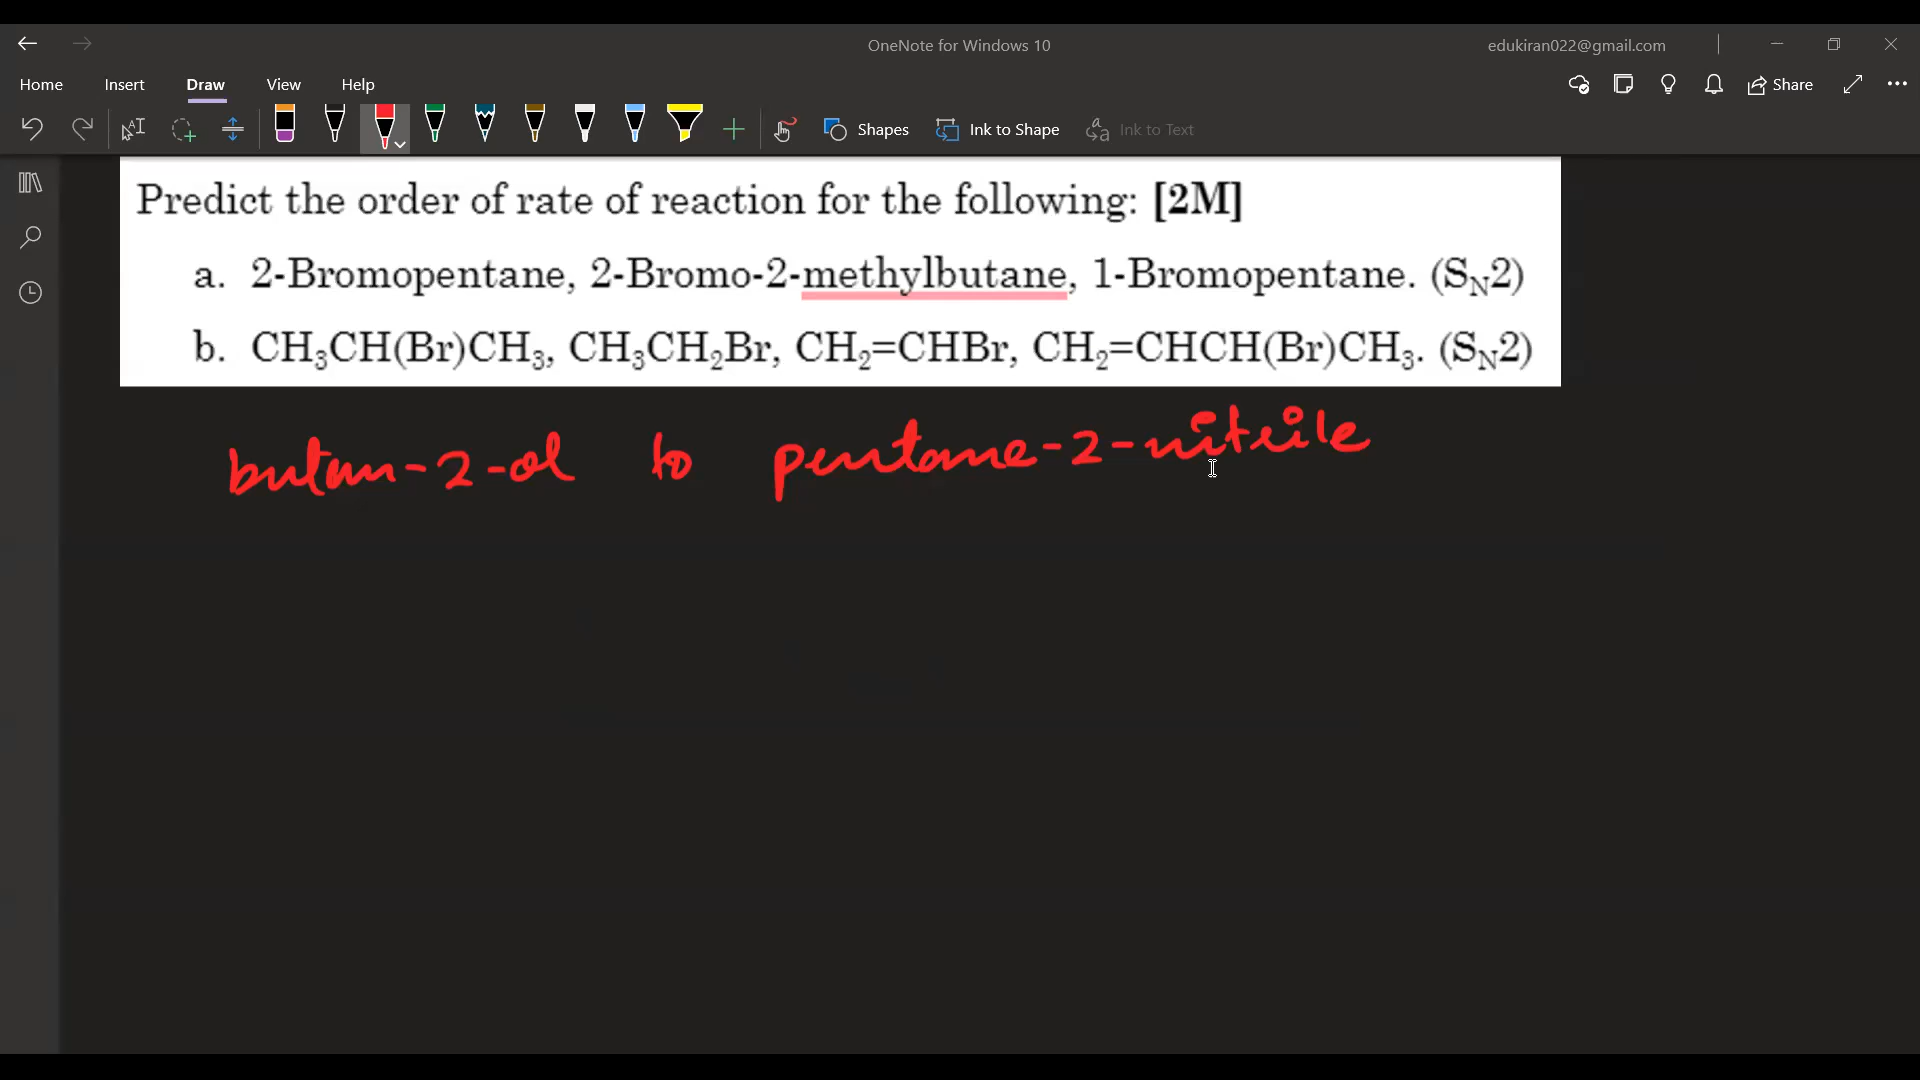 OneNote for Windows 10
edukiran022@gmail.com
Home Insert Draw View Help
Share
Shapes Ink to Shape Ink to Text
Predict the order of rate of reaction for the following: [2M]
a. 2-Bromopentane, 2-Bromo-2-methylbutane, 1-Bromopentane. (S_N2)
b. CH₃CH(Br)CH₃, CH₃CH₂Br, CH₂=CHBr, CH₂=CHCH(Br)CH₃. (S_N2)
butan-2-ol to pentane-2-nitrile